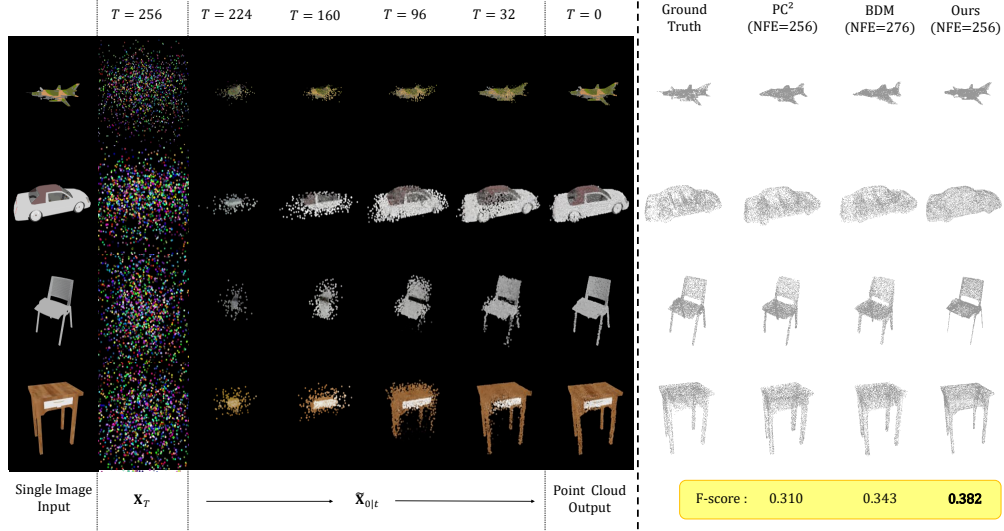 T = 256 T = 224 T = 160 T = 96 T = 32 T = 0
Ground Truth
PC² (NFE=256)
BDM (NFE=276)
Ours (NFE=256)
Single Image Input
X_T
X̃_{0|t}
Point Cloud Output
F-score : 0.310 0.343 0.382